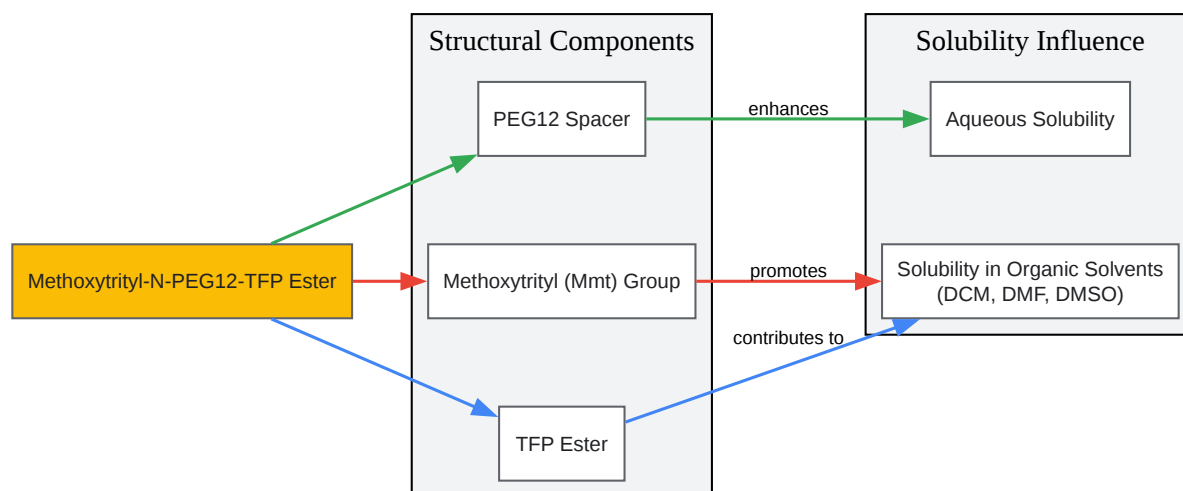 Structural Components
Solubility Influence
PEG12 Spacer
enhances
Aqueous Solubility
Methoxytrityl-N-PEG12-TFP Ester
Methoxytrityl (Mmt) Group
promotes
Solubility in Organic Solvents
(DCM, DMF, DMSO)
contributes to
TFP Ester